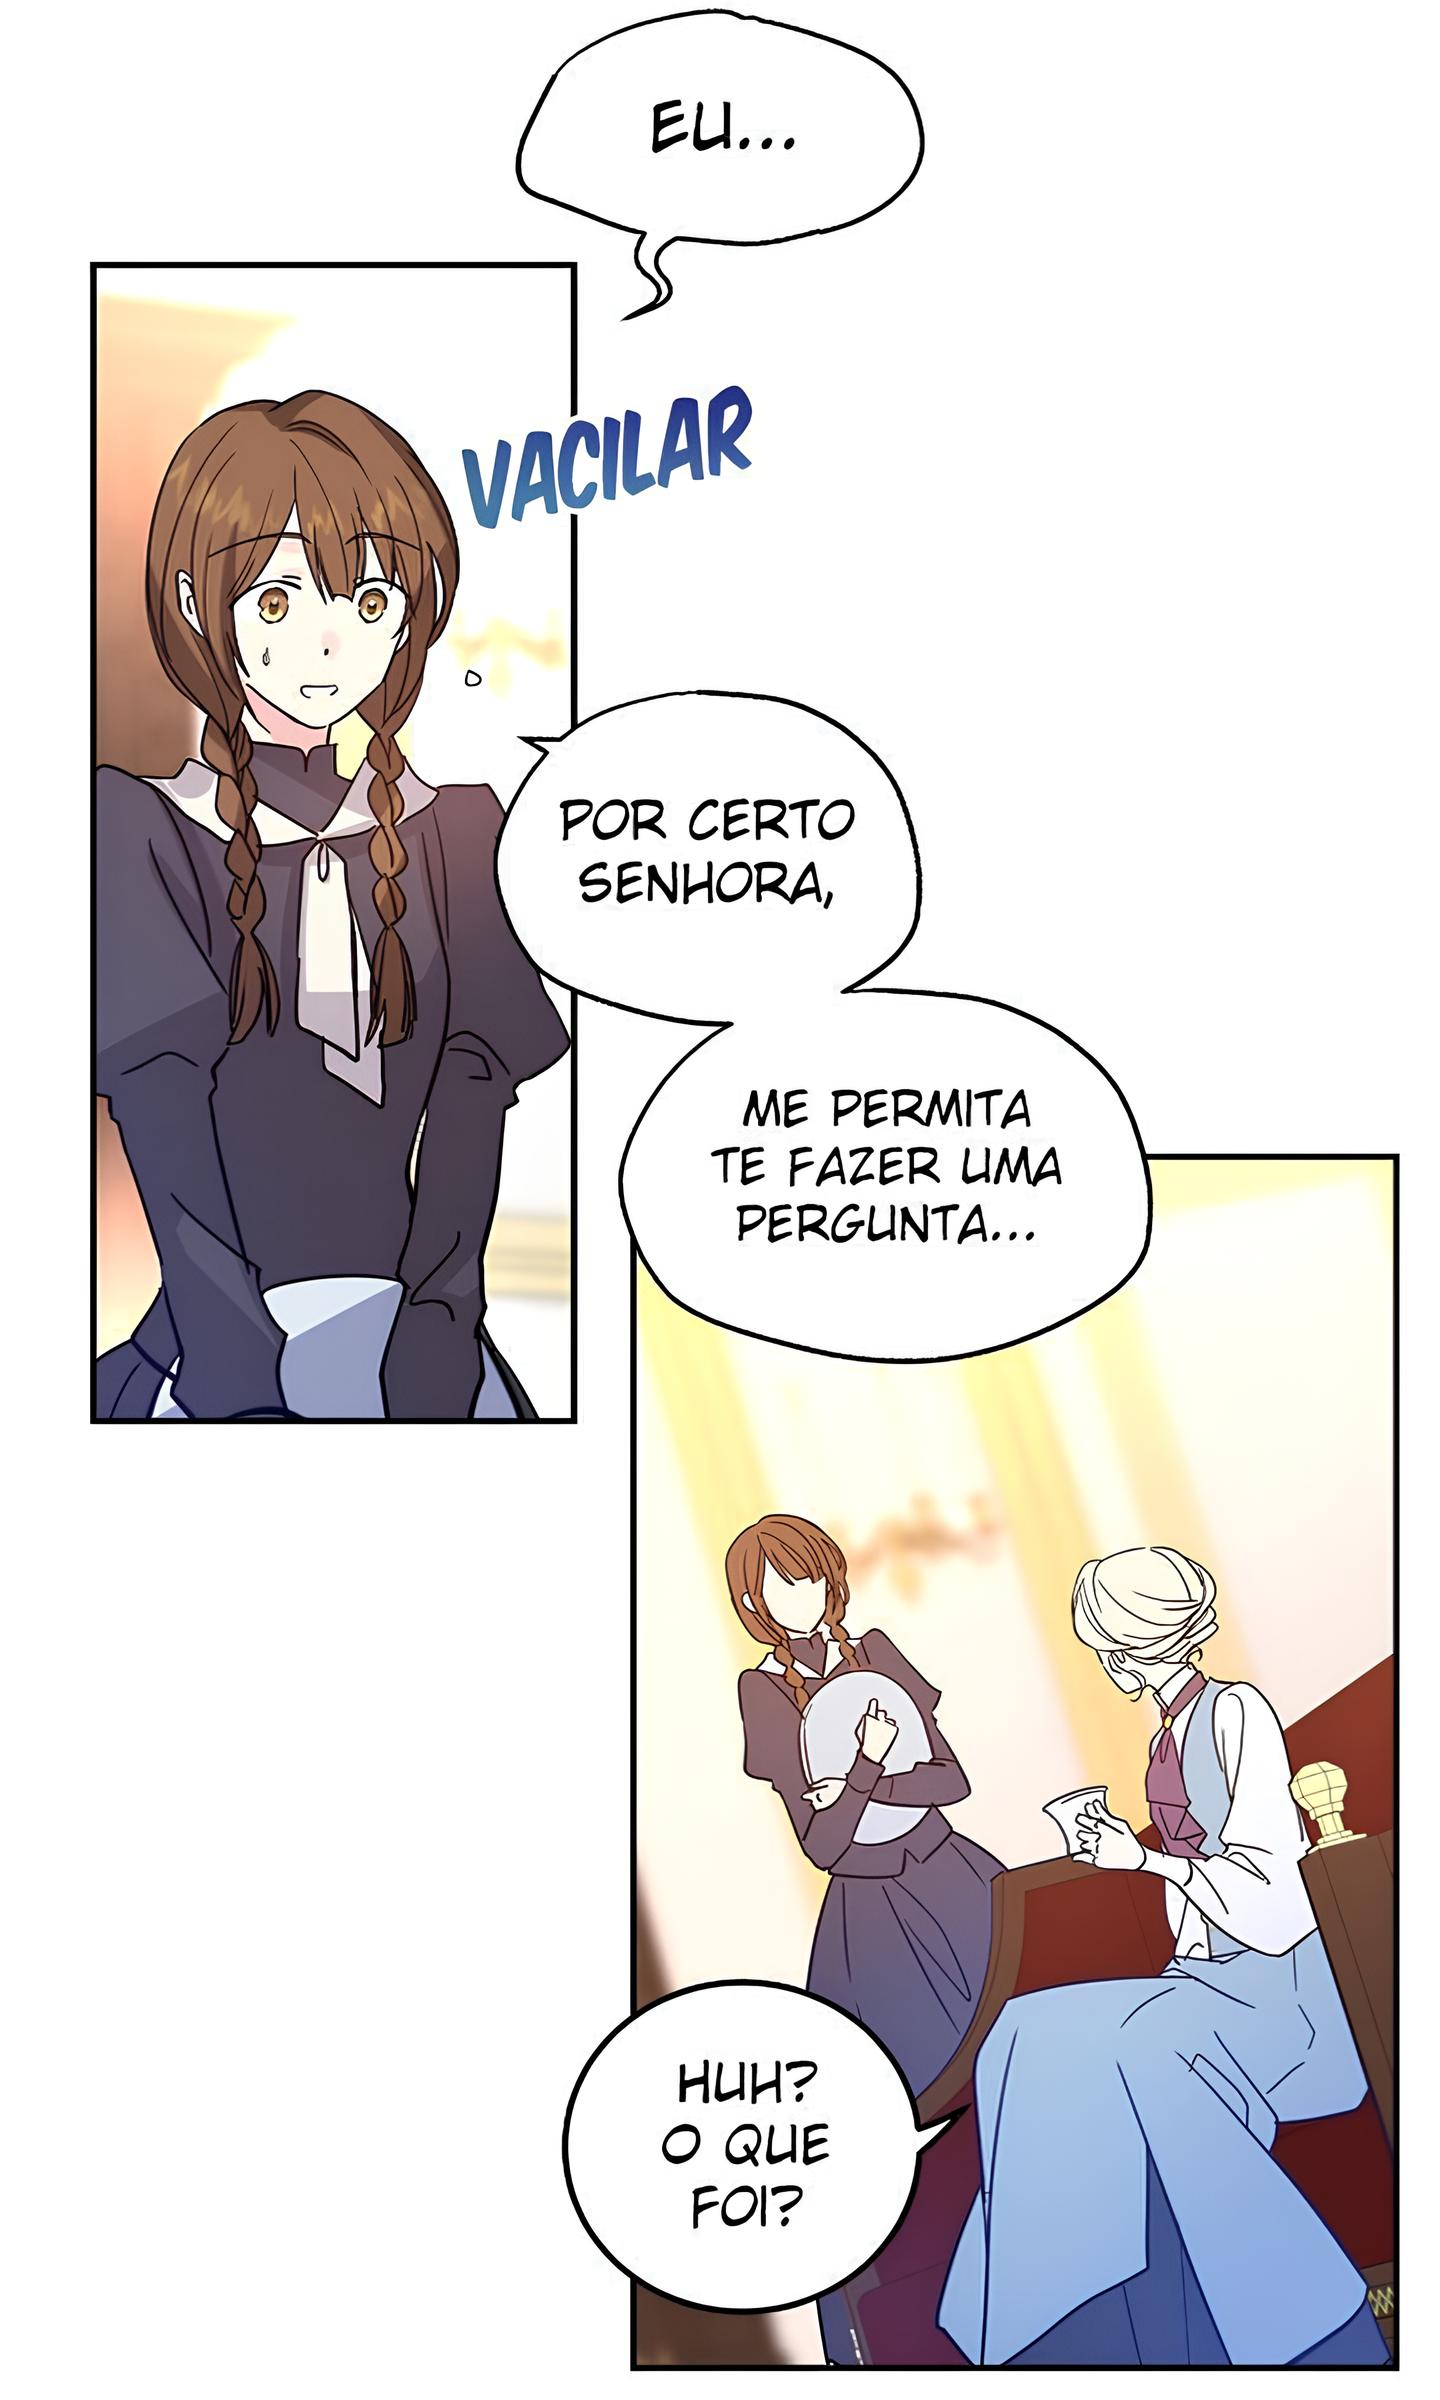 EU...
VACILAR
POR CERTO
SENHORA,
ME PERMITA
TE FAZER UMA
PERGUNTA...
HUH?
O QUE
FOI?